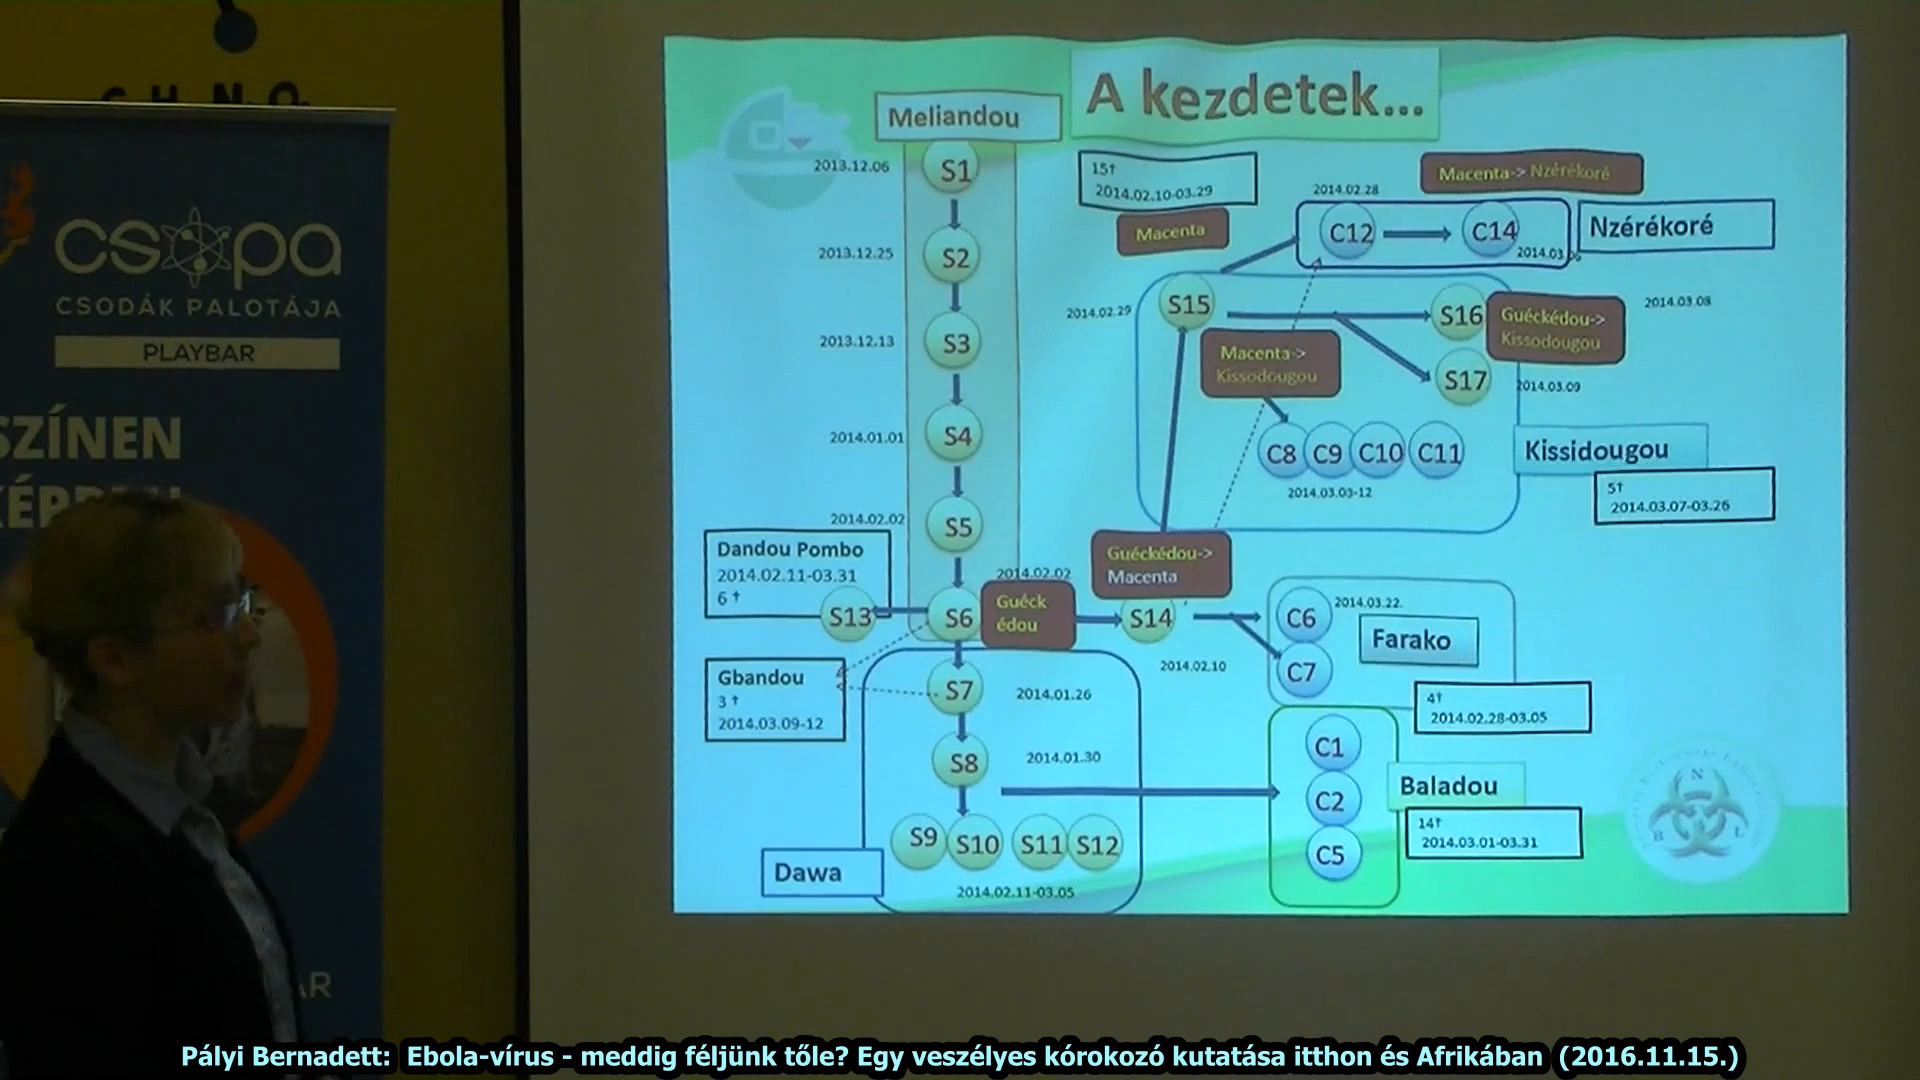 C.H.N.O.
csopa
CSODÁK PALOTÁJA
PLAYBAR
SZÍNEN
A kezdetek...
Meliandou
2013.12.06
S1
2013.12.25
S2
2013.12.13
S3
2014.01.01
S4
2014.02.02
S5
Dandou Pombo
2014.02.11-03.31
6 †
S13
S6
2014.02.02
Guéck
édou
Gbandou
3 †
2014.03.09-12
S7
2014.01.26
S8
2014.01.30
S9
S10
S11
S12
Dawa
2014.02.11-03.05
15†
2014.02.10-03.29
Macenta
Macenta-> Nzérékoré
2014.02.28
C12
C14
2014.03.06
Nzérékoré
2014.02.29
S15
S16
Guéckédou->
Kissodougou
2014.03.08
Macenta->
Kissodougou
S17
2014.03.09
C8
C9
C10
C11
2014.03.03-12
Kissidougou
5†
2014.03.07-03.26
Guéckédou->
Macenta
S14
2014.02.10
C6
2014.03.22.
C7
Farako
4†
2014.02.28-03.05
C1
C2
C5
Baladou
14†
2014.03.01-03.31
N
B
L
Pályi Bernadett: Ebola-vírus - meddig féljünk tőle? Egy veszélyes kórokozó kutatása itthon és Afrikában (2016.11.15.)